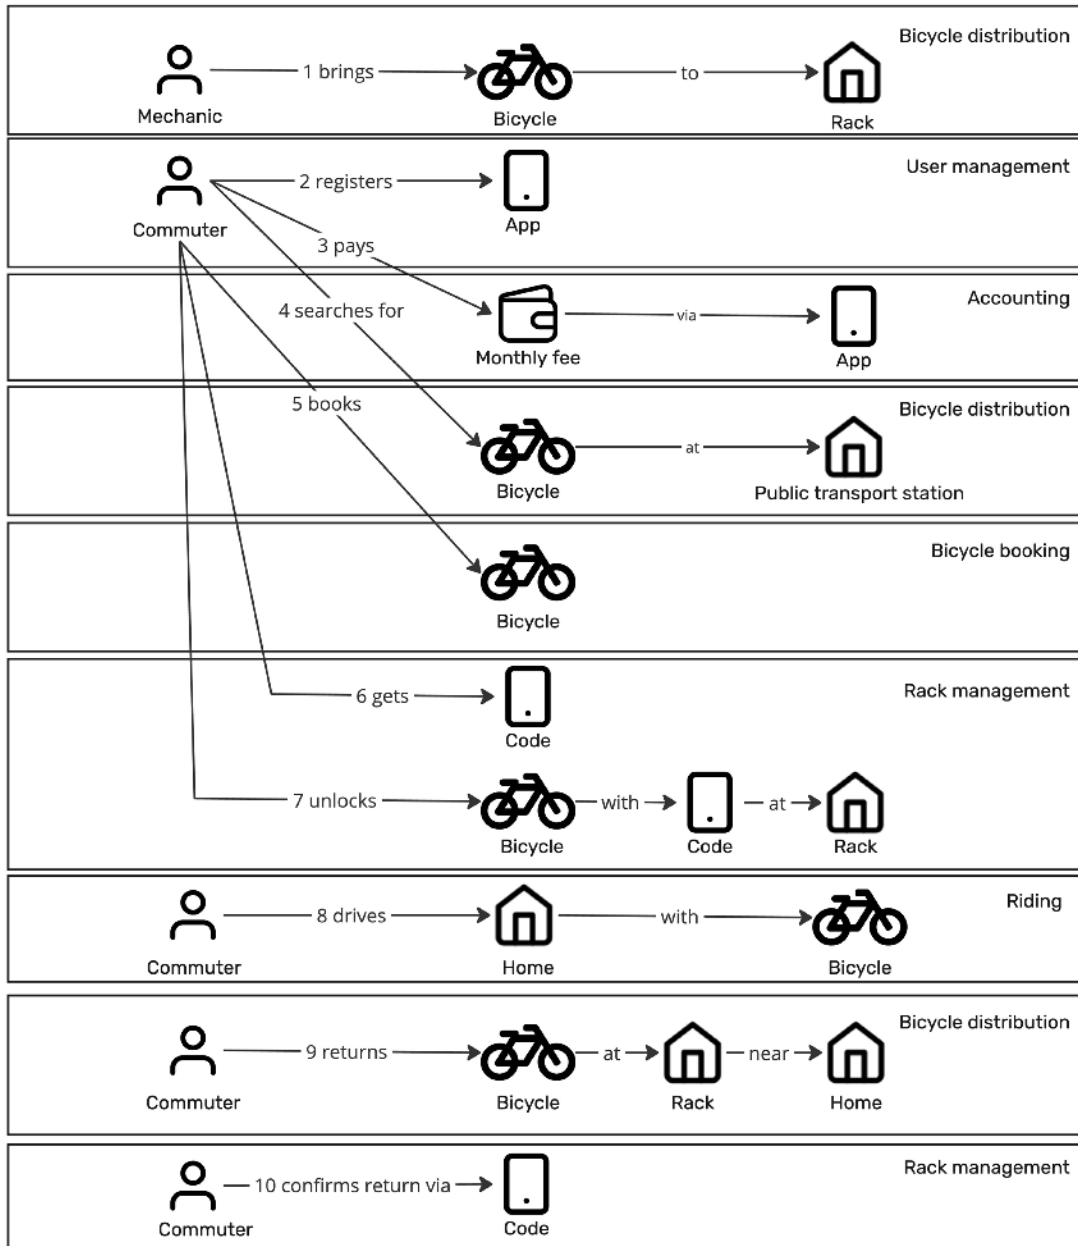 Bicycle distribution
1 brings
to
Mechanic
Bicycle
Rack
User management
2 registers
Commuter
App
3 pays
Accounting
4 searches for
via
Monthly fee
App
5 books
Bicycle distribution
at
Bicycle
Public transport station
Bicycle booking
Bicycle
Rack management
6 gets
Code
7 unlocks
with
at
Bicycle
Code
Rack
Riding
8 drives
with
Commuter
Home
Bicycle
Bicycle distribution
9 returns
at
near
Commuter
Bicycle
Rack
Home
Rack management
10 confirms return via
Commuter
Code